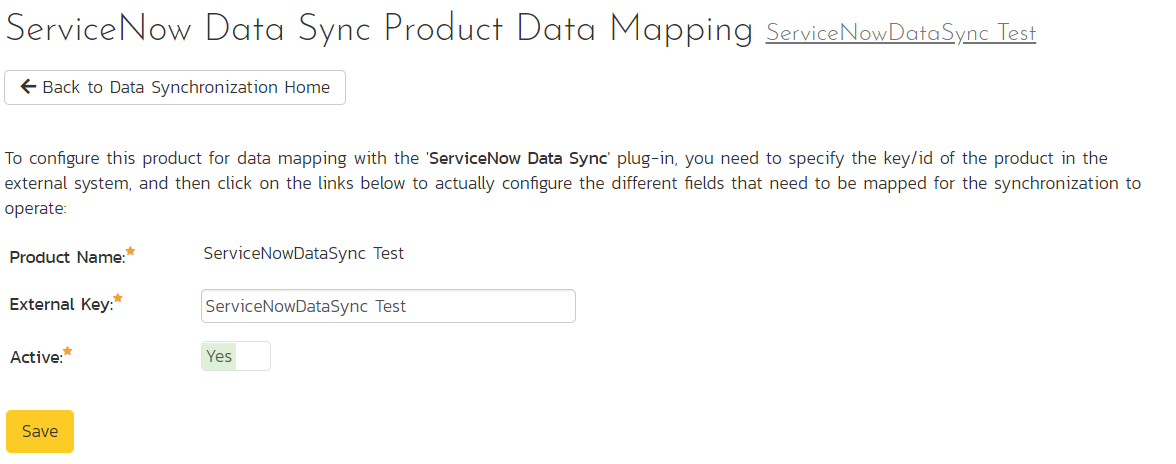 ServiceNow Data Sync Product Data Mapping ServiceNowDataSync Test
Back to Data Synchronization Home
To configure this product for data mapping with the 'ServiceNow Data Sync' plug-in, you need to specify the key/id of the product in the
external system, and then click on the links below to actually configure the different fields that need to be mapped for the synchronization to
operate:
Product Name: ServiceNowDataSync Test
External Key: ServiceNowDataSync Test
Active: Yes
Save